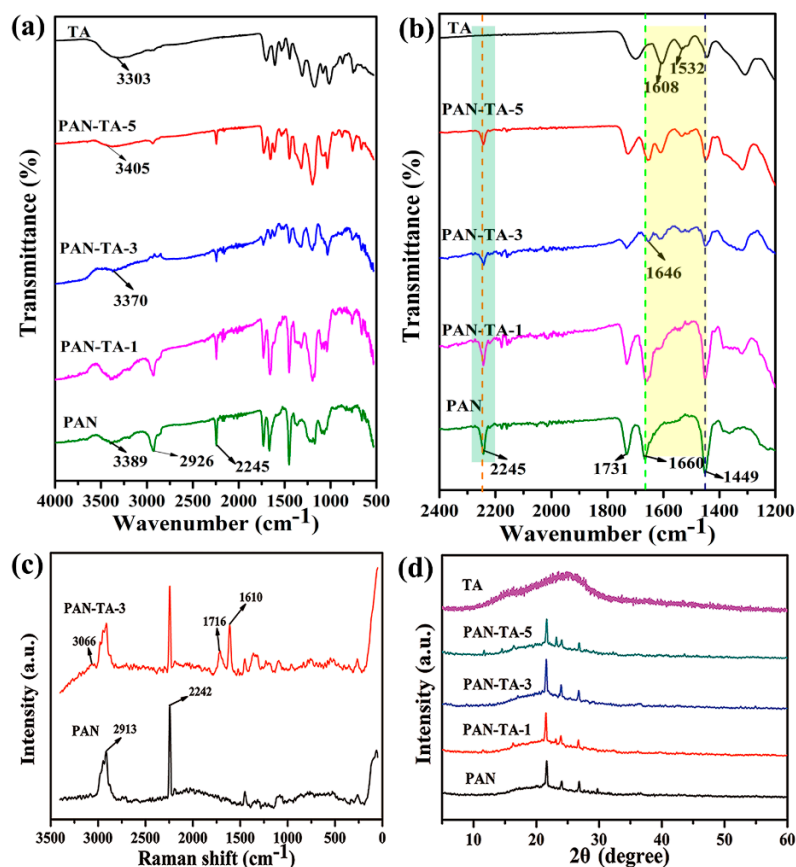 (a)
TA
3303
PAN-TA-5
3405
PAN-TA-3
3370
PAN-TA-1
PAN
3389
2926
2245
Transmittance (%)
4000 3500 3000 2500 2000 1500 1000 500
Wavenumber (cm⁻¹)
(b)
TA
1608
1532
PAN-TA-5
PAN-TA-3
1646
PAN-TA-1
PAN
2245
1731
1660
1449
Transmittance (%)
2400 2200 2000 1800 1600 1400 1200
Wavenumber (cm⁻¹)
(c)
PAN-TA-3
3066
1716
1610
2242
PAN
2913
Intensity (a.u.)
3500 3000 2500 2000 1500 1000 500 0
Raman shift (cm⁻¹)
(d)
TA
PAN-TA-5
PAN-TA-3
PAN-TA-1
PAN
Intensity (a.u.)
10 20 30 40 50 60
2θ (degree)